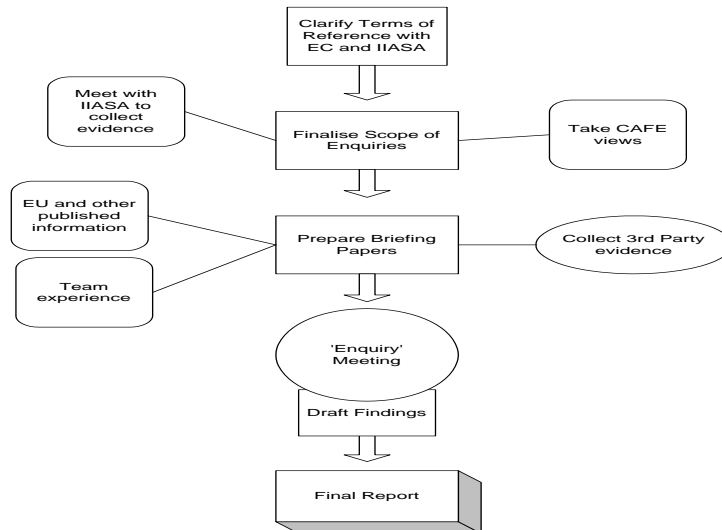 Clarify Terms of
Reference with
EC and IIASA
Meet with
IIASA to
collect
evidence
Finalise Scope of
Enquiries
Take CAFE
views
EU and other
published
information
Prepare Briefing
Papers
Collect 3rd Party
evidence
Team
experience
'Enquiry'
Meeting
Draft Findings
Final Report